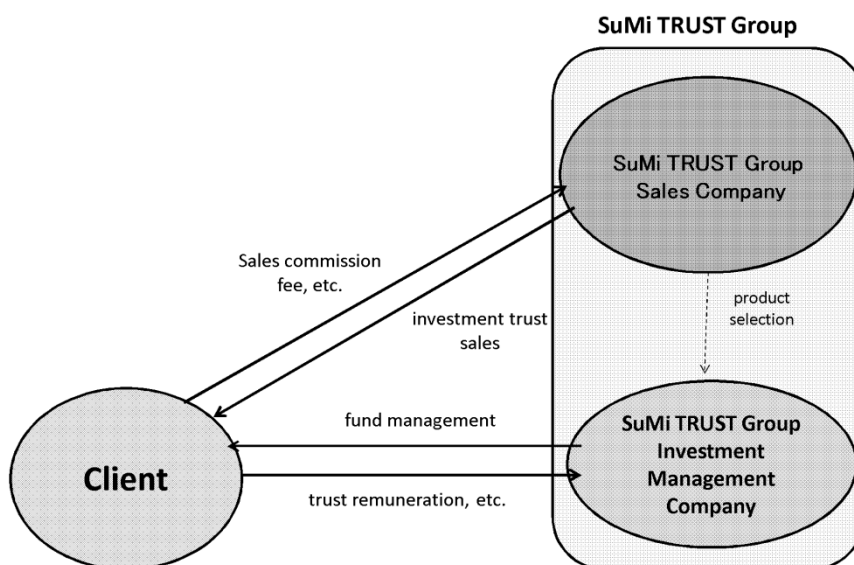 SuMi TRUST Group
SuMi TRUST Group
Sales Company
Sales commission
fee, etc.
investment trust
sales
product
selection
fund management
SuMi TRUST Group
Investment
Management
Company
Client
trust remuneration, etc.